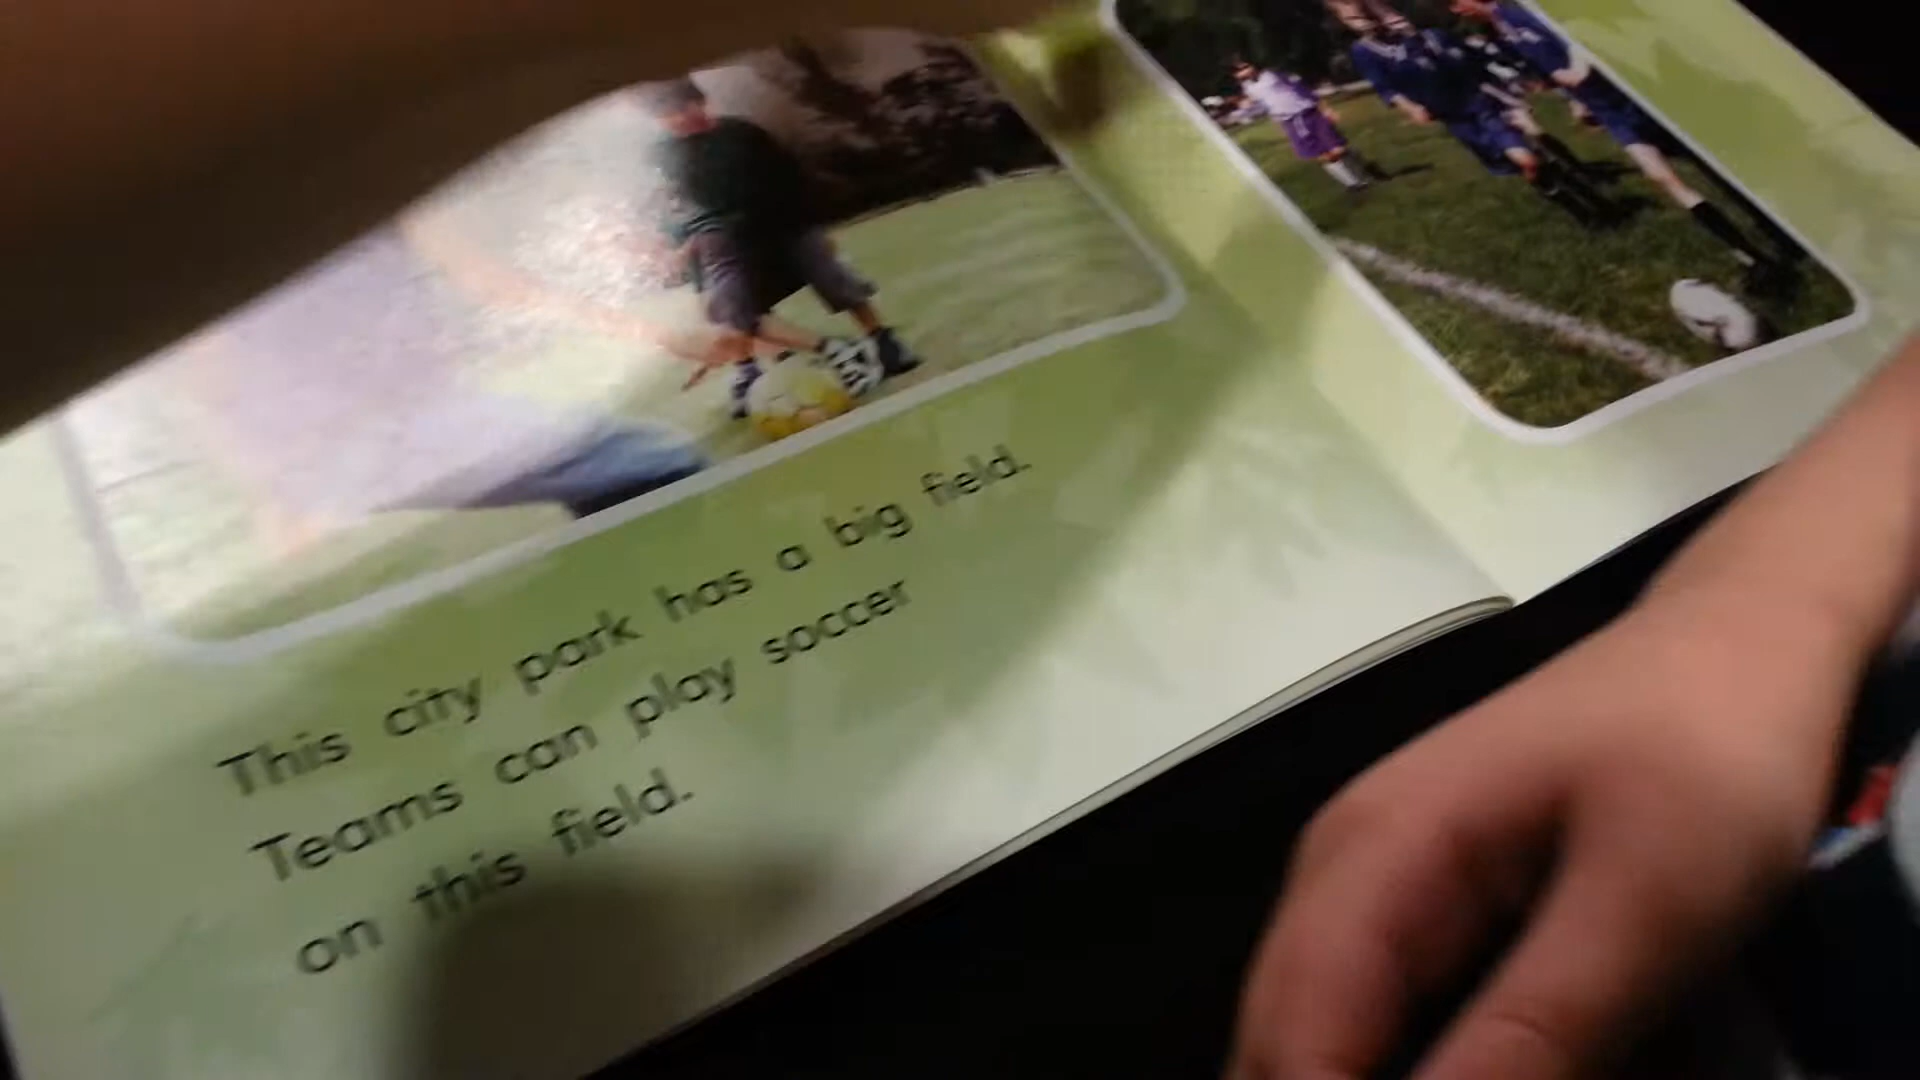 This city park has a big field.
Teams can play soccer
on this field.